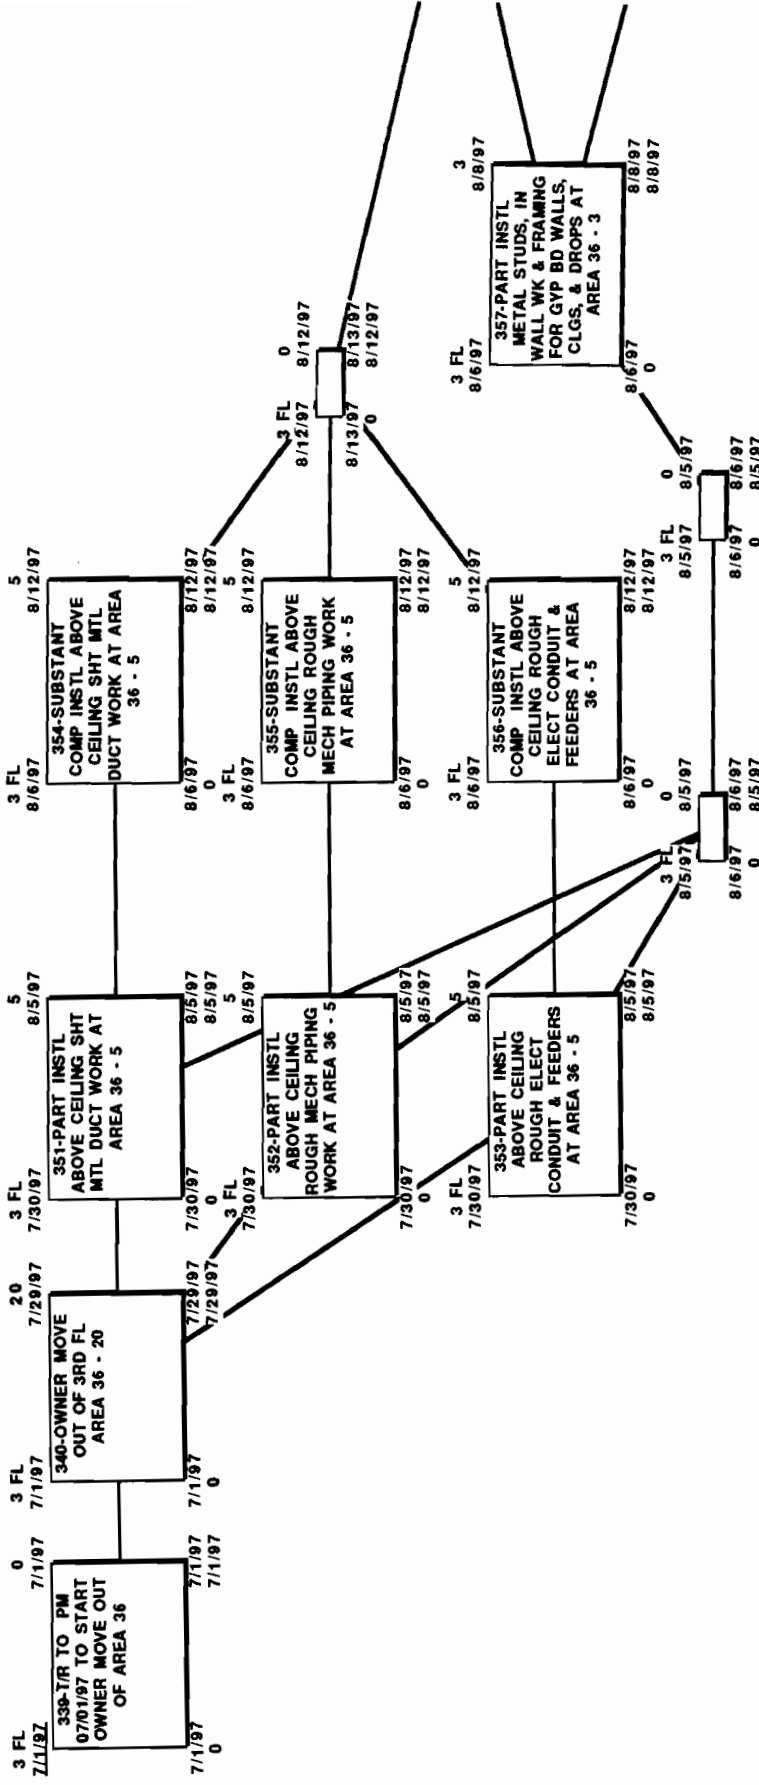 3 FL 0
7/1/97 7/1/97
339-T/R TO PM
07/01/97 TO START
OWNER MOVE OUT
OF AREA 36
7/1/97 7/1/97
0 7/1/97
3 FL 20
7/1/97 7/29/97
340-OWNER MOVE
OUT OF 3RD FL
AREA 36 - 20
7/1/97 7/29/97
0 7/29/97
3 FL 5
7/30/97 8/5/97
351-PART INSTL
ABOVE CEILING SHT
MTL DUCT WORK AT
AREA 36 - 5
7/30/97 8/5/97
0 8/5/97
3 FL 5
7/30/97 8/5/97
352-PART INSTL
ABOVE CEILING
ROUGH MECH PIPING
WORK AT AREA 36 - 5
7/30/97 8/5/97
0 8/5/97
3 FL 5
7/30/97 8/5/97
353-PART INSTL
ABOVE CEILING
ROUGH ELECT
CONDUIT & FEEDERS
AT AREA 36 - 5
7/30/97 8/5/97
0 8/5/97
3 FL 5
8/6/97 8/12/97
354-SUBSTANT
COMP INSTL ABOVE
CEILING SHT MTL
DUCT WORK AT AREA
36 - 5
8/6/97 8/12/97
0 8/12/97
3 FL 5
8/6/97 8/12/97
355-SUBSTANT
COMP INSTL ABOVE
CEILING ROUGH
MECH PIPING WORK
AT AREA 36 - 5
8/6/97 8/12/97
0 8/12/97
3 FL 5
8/6/97 8/12/97
356-SUBSTANT
COMP INSTL ABOVE
CEILING ROUGH
ELECT CONDUIT &
FEEDERS AT AREA
36 - 5
8/6/97 8/12/97
0 8/12/97
3 FL 0
8/5/97 8/5/97
8/6/97 8/6/97
0 8/5/97
3 FL 0
8/5/97 8/5/97
8/6/97 8/6/97
0 8/5/97
3 FL 0
8/12/97 8/12/97
8/13/97 8/13/97
0 8/12/97
3 FL 3
8/6/97 8/8/97
357-PART INSTL
METAL STUDS, IN
WALL WK & FRAMING
FOR GYP BD WALLS,
CLGS, & DROPS AT
AREA 36 - 3
8/6/97 8/8/97
0 8/8/97